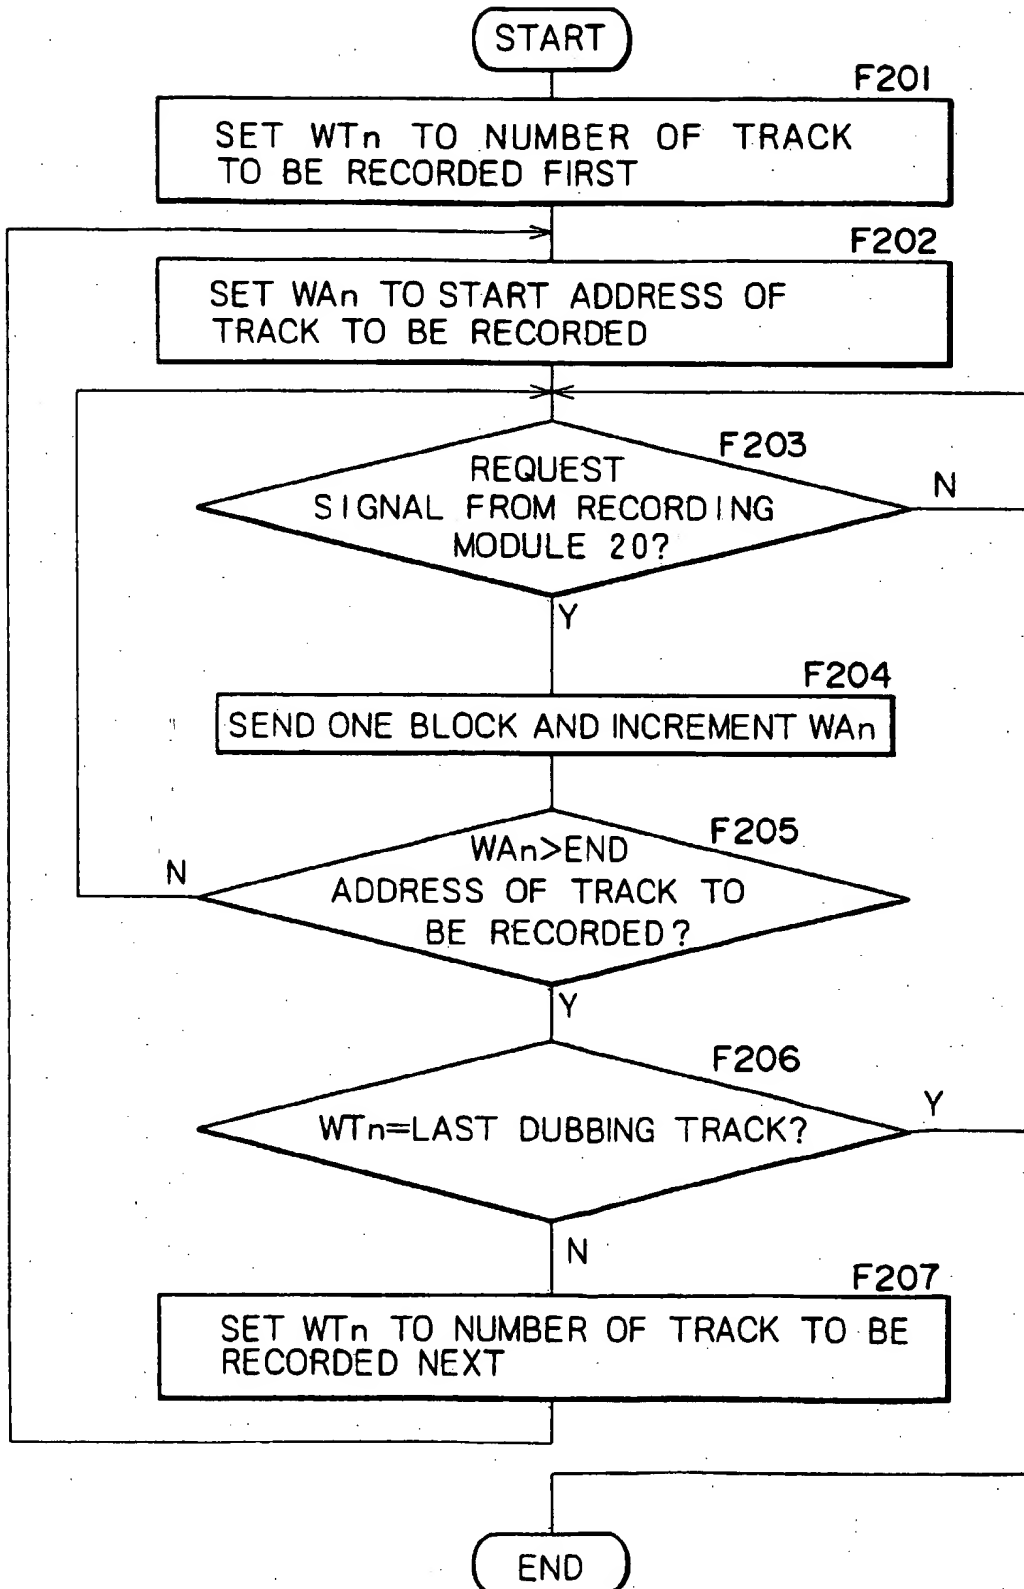 START
F201
SET WTn TO NUMBER OF TRACK
TO BE RECORDED FIRST
F202
SET WAn TO START ADDRESS OF
TRACK TO BE RECORDED
F203
REQUEST
SIGNAL FROM RECORDING
MODULE 20?
N
Y
F204
SEND ONE BLOCK AND INCREMENT WAn
F205
WAn>END
ADDRESS OF TRACK TO
BE RECORDED?
N
Y
F206
WTn=LAST DUBBING TRACK?
Y
N
F207
SET WTn TO NUMBER OF TRACK TO BE
RECORDED NEXT
END